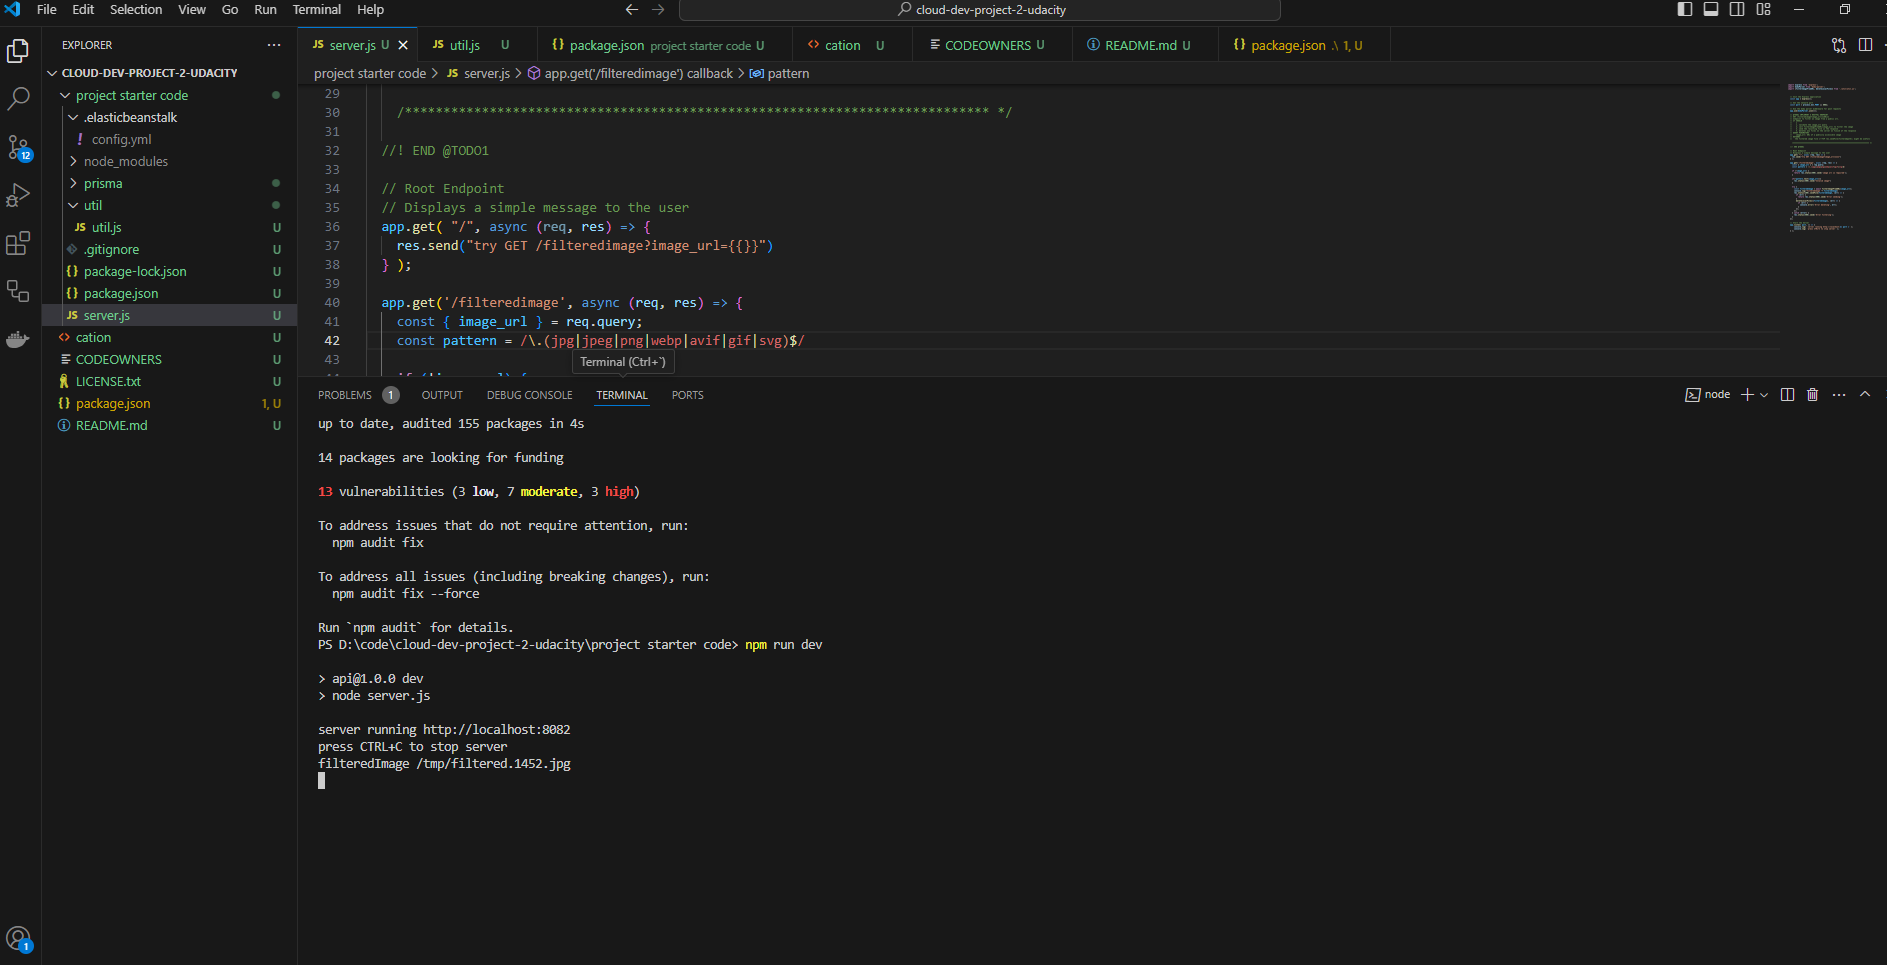 File Edit Selection View Go Run Terminal Help
cloud-dev-project-2-udacity
EXPLORER ...
CLOUD-DEV-PROJECT-2-UDACITY
project starter code
.elasticbeanstalk
! config.yml
node_modules
prisma
util
JS util.js U
.gitignore U
{} package-lock.json U
{} package.json U
JS server.js U
<> cation U
CODEOWNERS U
LICENSE.txt U
{} package.json 1, U
README.md U
12
1
JS server.js U
JS util.js U
{} package.json project starter code U
<> cation U
CODEOWNERS U
README.md U
{} package.json .\ 1, U
project starter code > JS server.js > app.get('/filteredimage') callback > pattern
29
30 /**************************************************************************** */
31
32 //! END @TODO1
33
34 // Root Endpoint
35 // Displays a simple message to the user
36 app.get( "/", async (req, res) => {
37 res.send("try GET /filteredimage?image_url={{}}")
38 } );
39
40 app.get('/filteredimage', async (req, res) => {
41 const { image_url } = req.query;
42 const pattern = /\.(jpg|jpeg|png|webp|avif|gif|svg)$/
43
Terminal (Ctrl+`)
PROBLEMS 1 OUTPUT DEBUG CONSOLE TERMINAL PORTS
node
up to date, audited 155 packages in 4s
14 packages are looking for funding
13 vulnerabilities (3 low, 7 moderate, 3 high)
To address issues that do not require attention, run:
npm audit fix
To address all issues (including breaking changes), run:
npm audit fix --force
Run `npm audit` for details.
PS D:\code\cloud-dev-project-2-udacity\project starter code> npm run dev
> api@1.0.0 dev
> node server.js
server running http://localhost:8082
press CTRL+C to stop server
filteredImage /tmp/filtered.1452.jpg